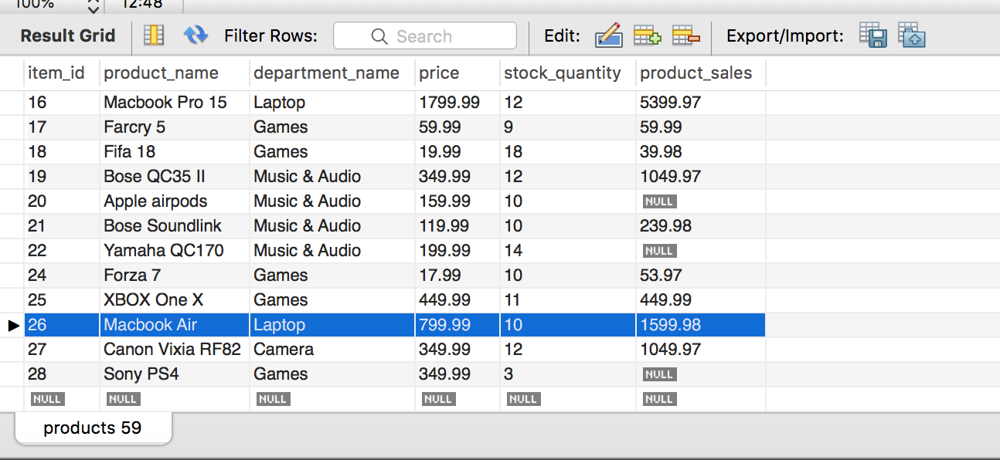 100% 12:48
Result Grid Filter Rows: Search Edit: Export/Import:
item_id product_name department_name price stock_quantity product_sales
16 Macbook Pro 15 Laptop 1799.99 12 5399.97
17 Farcry 5 Games 59.99 9 59.99
18 Fifa 18 Games 19.99 18 39.98
19 Bose QC35 II Music & Audio 349.99 12 1049.97
20 Apple airpods Music & Audio 159.99 10 NULL
21 Bose Soundlink Music & Audio 119.99 10 239.98
22 Yamaha QC170 Music & Audio 199.99 14 NULL
24 Forza 7 Games 17.99 10 53.97
25 XBOX One X Games 449.99 11 449.99
26 Macbook Air Laptop 799.99 10 1599.98
27 Canon Vixia RF82 Camera 349.99 12 1049.97
28 Sony PS4 Games 349.99 3 NULL
NULL NULL NULL NULL NULL NULL
products 59